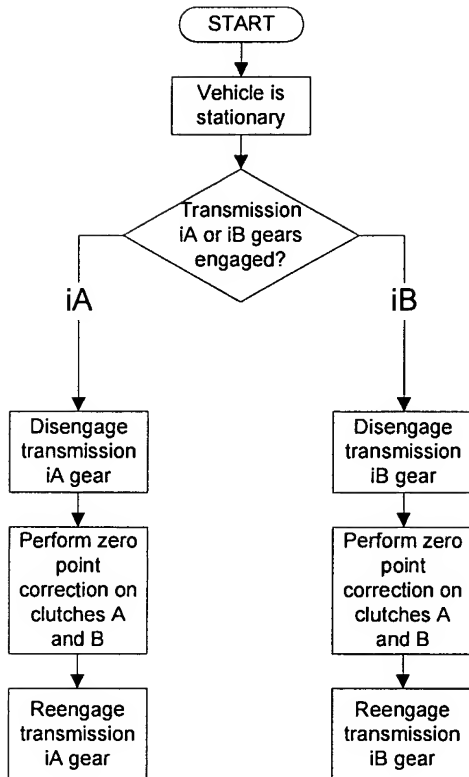 START
Vehicle is
stationary
Transmission
iA or iB gears
engaged?
iA
iB
Disengage
transmission
iA gear
Disengage
transmission
iB gear
Perform zero
point
correction on
clutches A
and B
Perform zero
point
correction on
clutches A
and B
Reengage
transmission
iA gear
Reengage
transmission
iB gear